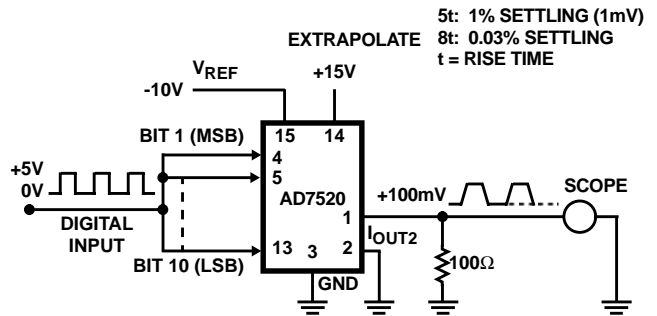 5t: 1% SETTLING (1mV)
EXTRAPOLATE 8t: 0.03% SETTLING
t = RISE TIME
VREF
+15V
-10V
15 14
BIT 1 (MSB)
4
+5V
5
0V
AD7520
+100mV
SCOPE
1
DIGITAL
INPUT
IOUT2
13 3 2
100Ω
BIT 10 (LSB)
GND